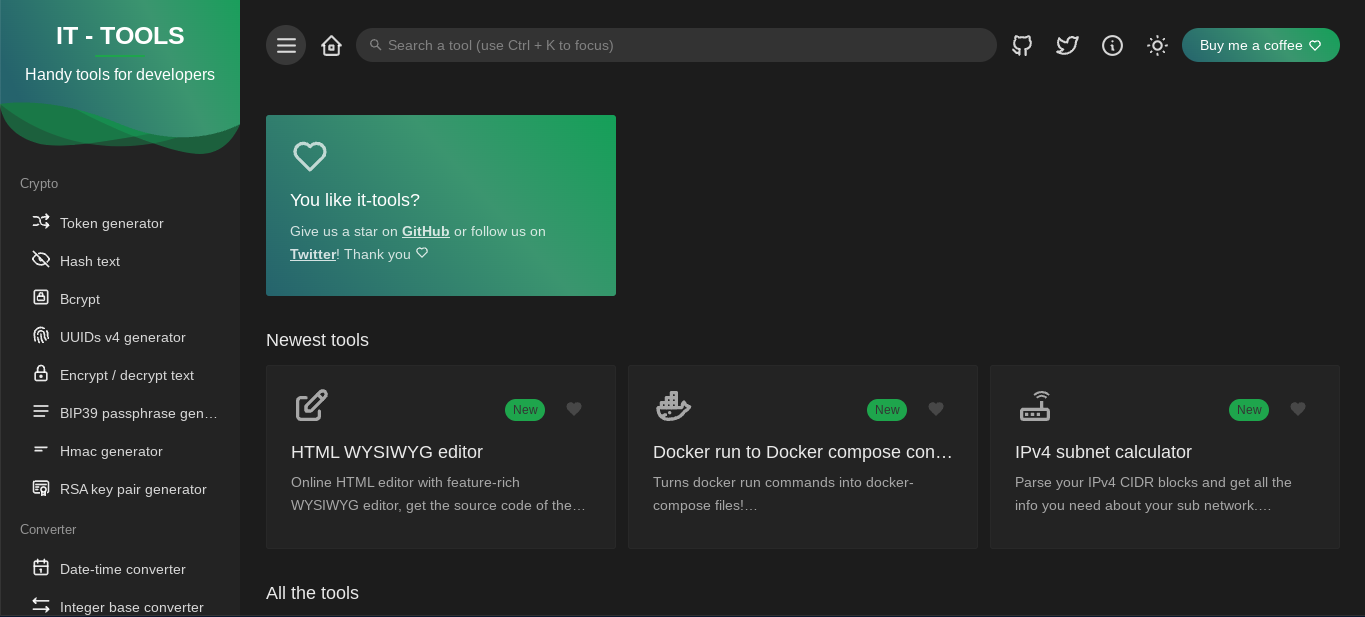 IT - TOOLS
Handy tools for developers
Search a tool (use Ctrl + K to focus)
Buy me a coffee
Crypto
Token generator
Hash text
Bcrypt
UUIDs v4 generator
Encrypt / decrypt text
BIP39 passphrase gen…
Hmac generator
RSA key pair generator
Converter
Date-time converter
Integer base converter
You like it-tools?
Give us a star on GitHub or follow us on
Twitter! Thank you
Newest tools
New
HTML WYSIWYG editor
Online HTML editor with feature-rich
WYSIWYG editor, get the source code of the…
New
Docker run to Docker compose con…
Turns docker run commands into docker-
compose files!…
New
IPv4 subnet calculator
Parse your IPv4 CIDR blocks and get all the
info you need about your sub network.…
All the tools